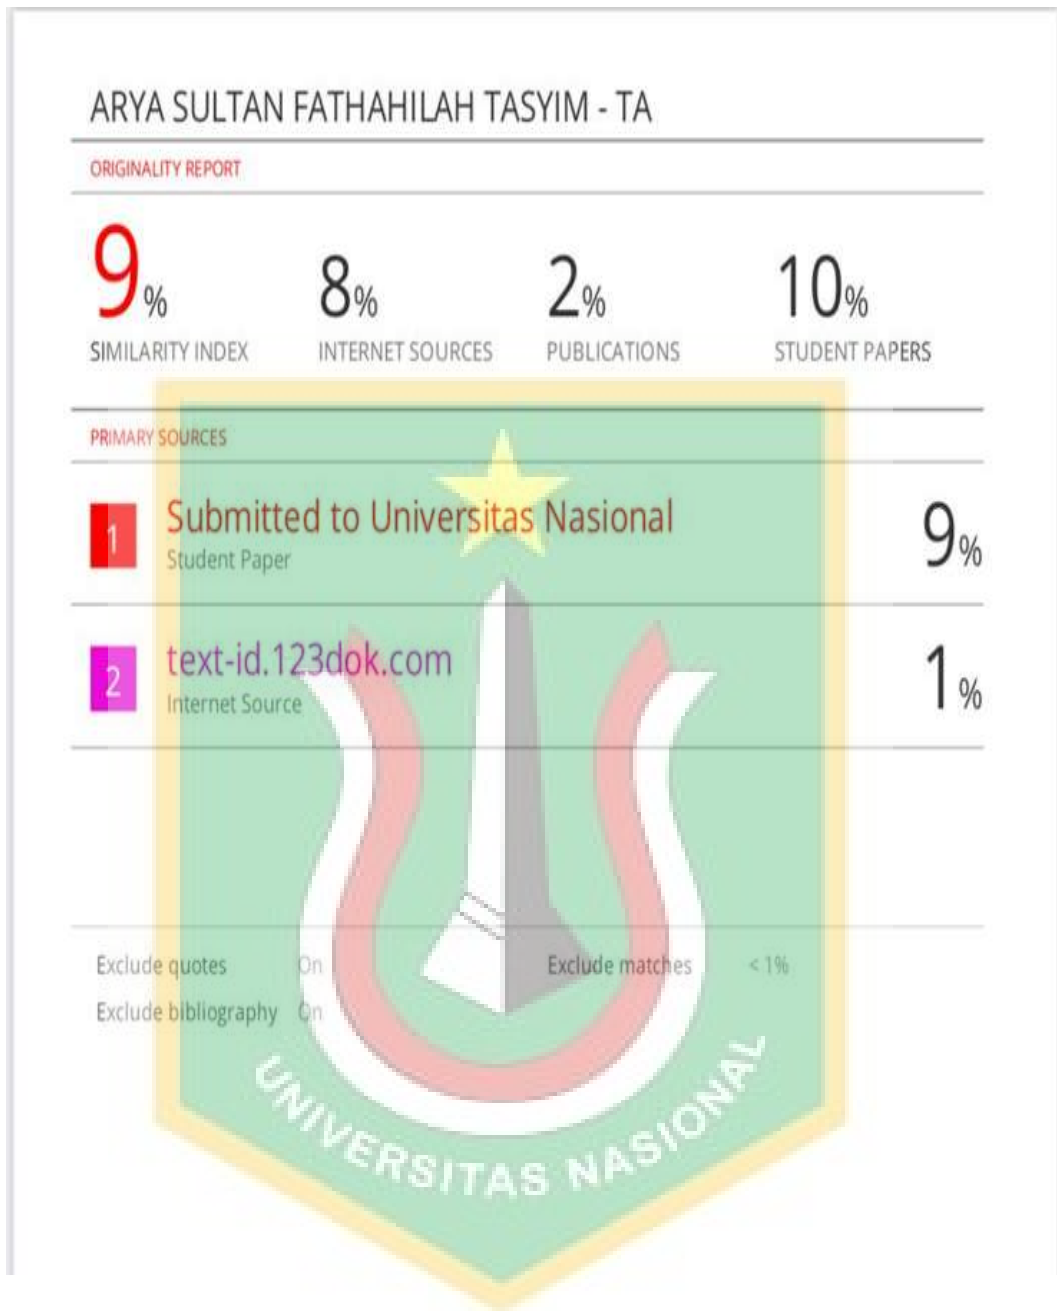 ARYA SULTAN FATHAHILAH TASYIM - TA
ORIGINALITY REPORT
9% 8% 2% 10%
SIMILARITY INDEX INTERNET SOURCES PUBLICATIONS STUDENT PAPERS
PRIMARY SOURCES
1 Submitted to Universitas Nasional 9%
Student Paper
2 text-id.123dok.com 1%
Internet Source
Exclude quotes On Exclude matches < 1%
Exclude bibliography On
UNIVERSITAS NASIONAL